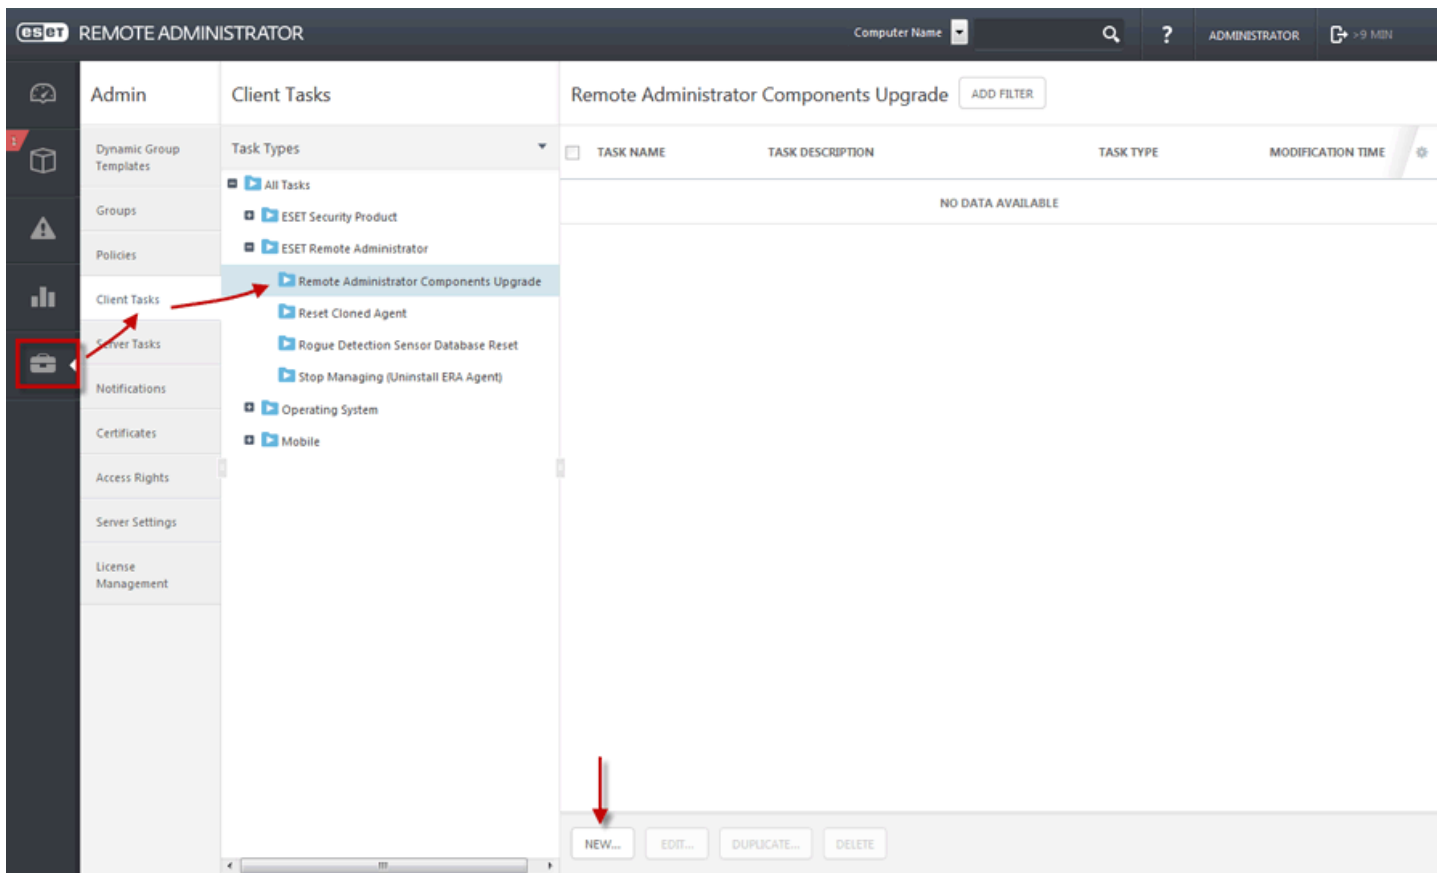 eset REMOTE ADMINISTRATOR
Computer Name
?
ADMINISTRATOR
>9 MIN
1
Admin
Dynamic Group
Templates
Groups
Policies
Client Tasks
Server Tasks
Notifications
Certificates
Access Rights
Server Settings
License
Management
Client Tasks
Task Types
All Tasks
ESET Security Product
ESET Remote Administrator
Remote Administrator Components Upgrade
Reset Cloned Agent
Rogue Detection Sensor Database Reset
Stop Managing (Uninstall ERA Agent)
Operating System
Mobile
Remote Administrator Components Upgrade
ADD FILTER
TASK NAME TASK DESCRIPTION TASK TYPE MODIFICATION TIME
NO DATA AVAILABLE
NEW... EDIT... DUPLICATE... DELETE